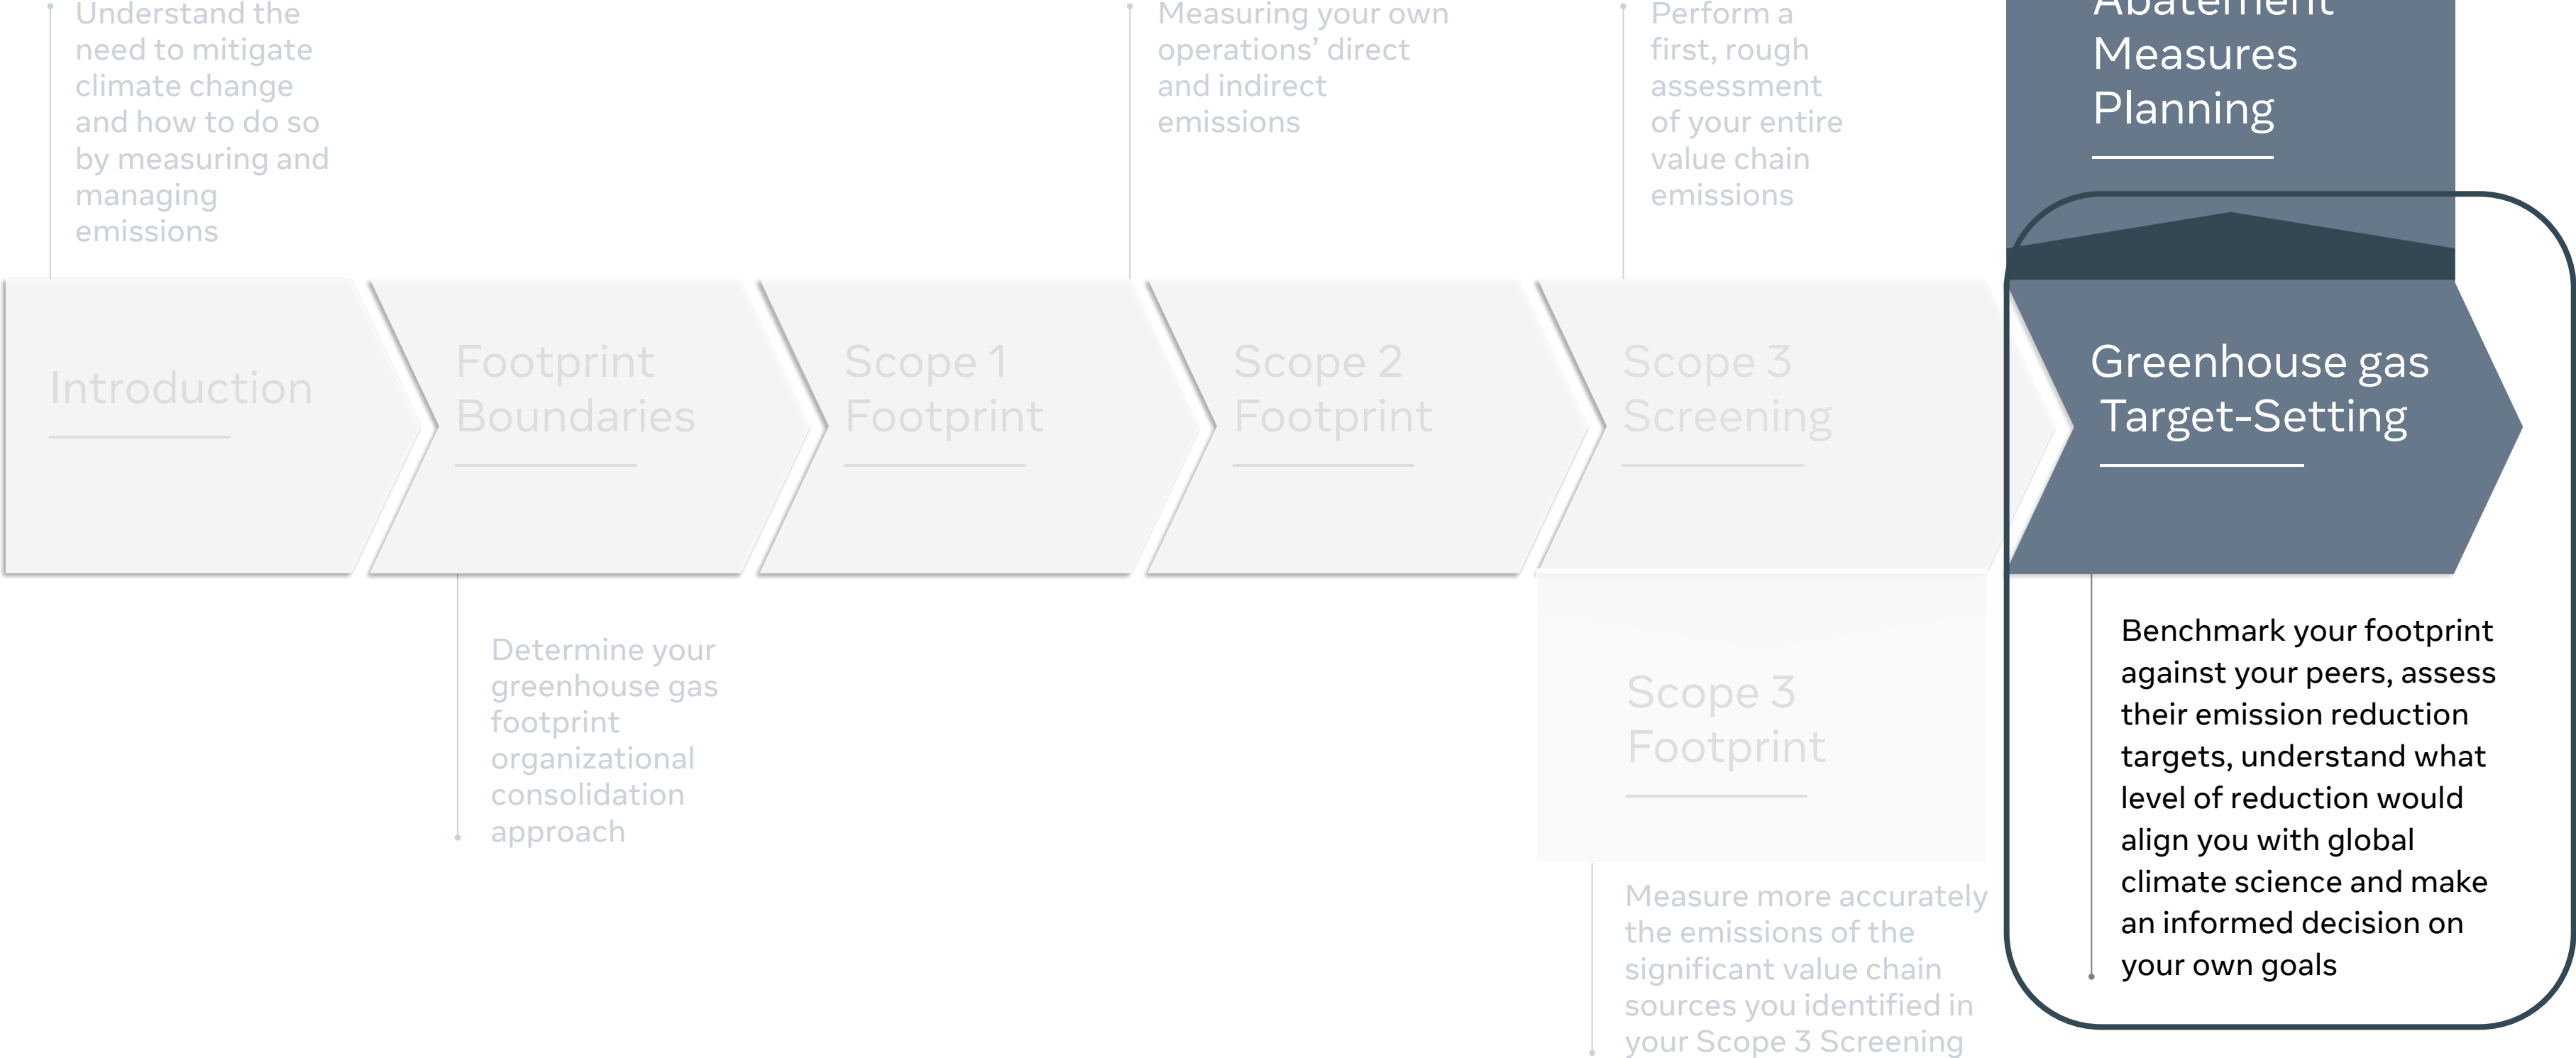 Understand the
need to mitigate
climate change
and how to do so
by measuring and
managing
emissions
Measuring your own
operations’ direct
and indirect
emissions
Perform a
first, rough
assessment
of your entire
value chain
emissions
Abatement
Measures
Planning
Introduction
Footprint
Boundaries
Scope 1
Footprint
Scope 2
Footprint
Scope 3
Screening
Greenhouse gas
Target-Setting
Determine your
greenhouse gas
footprint
organizational
consolidation
approach
Scope 3
Footprint
Measure more accurately
the emissions of the
significant value chain
sources you identified in
your Scope 3 Screening
Benchmark your footprint
against your peers, assess
their emission reduction
targets, understand what
level of reduction would
align you with global
climate science and make
an informed decision on
your own goals